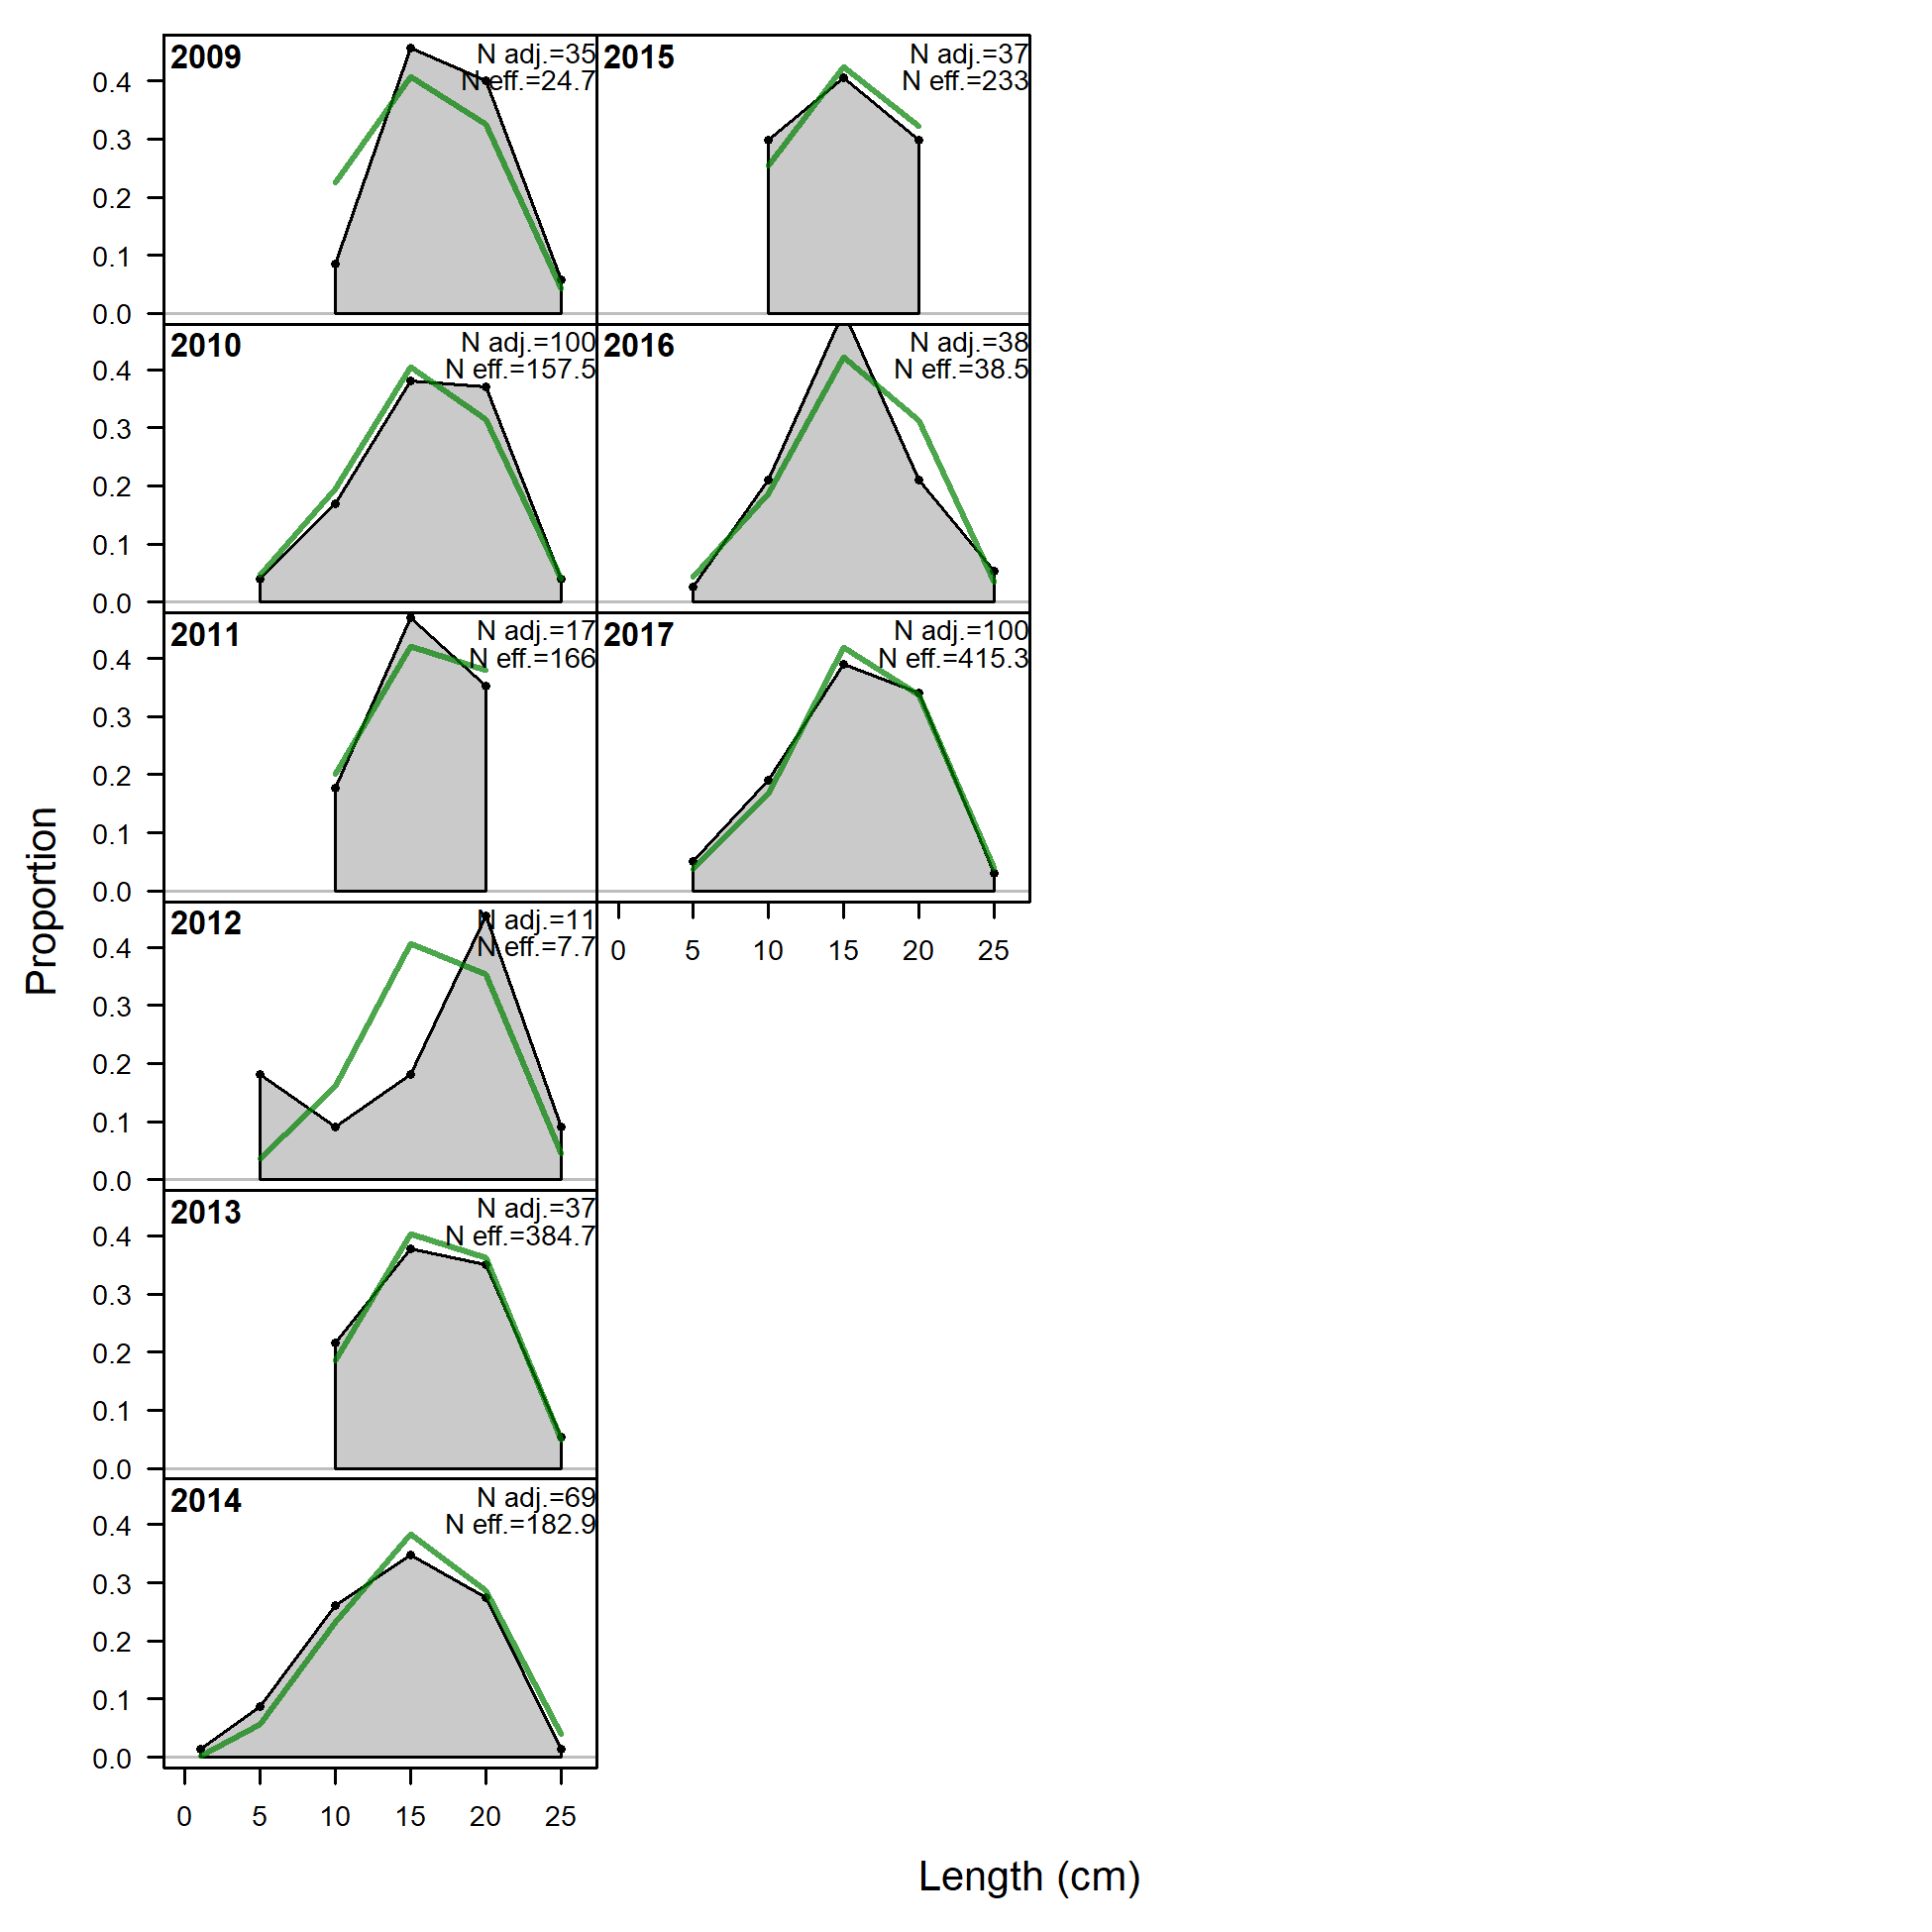 2009
N adj.=35
N eff.=24.7
0.4
0.3
0.2
0.1
0.0
2010
N adj.=100
N eff.=157.5
0.4
0.3
0.2
0.1
0.0
2011
N adj.=17
N eff.=166
0.4
0.3
0.2
0.1
0.0
2012
N adj.=11
N eff.=7.7
0.4
0.3
0.2
0.1
0.0
2013
N adj.=37
N eff.=384.7
0.4
0.3
0.2
0.1
0.0
2014
N adj.=69
N eff.=182.9
0.4
0.3
0.2
0.1
0.0
0 5 10 15 20 25
2015
N adj.=37
N eff.=233
2016
N adj.=38
N eff.=38.5
2017
N adj.=100
N eff.=415.3
0 5 10 15 20 25
Proportion
Length (cm)